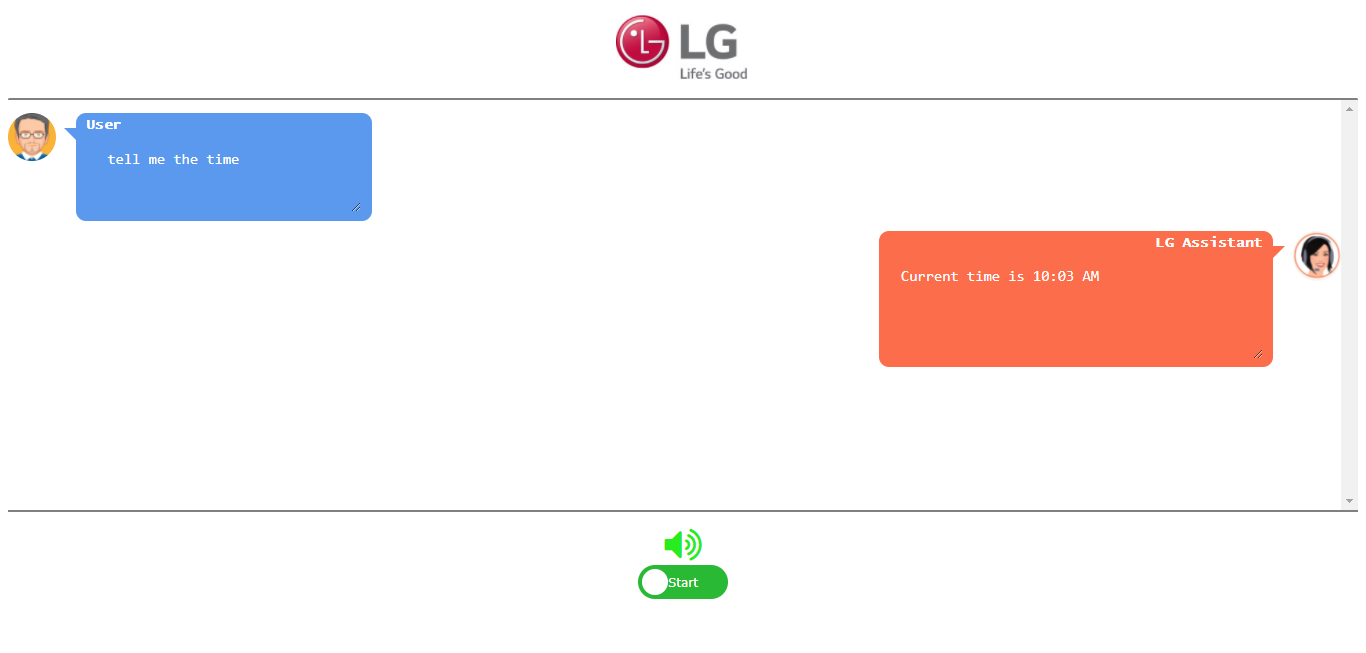 LG
Life's Good
User
tell me the time
LG Assistant
Current time is 10:03 AM
Start